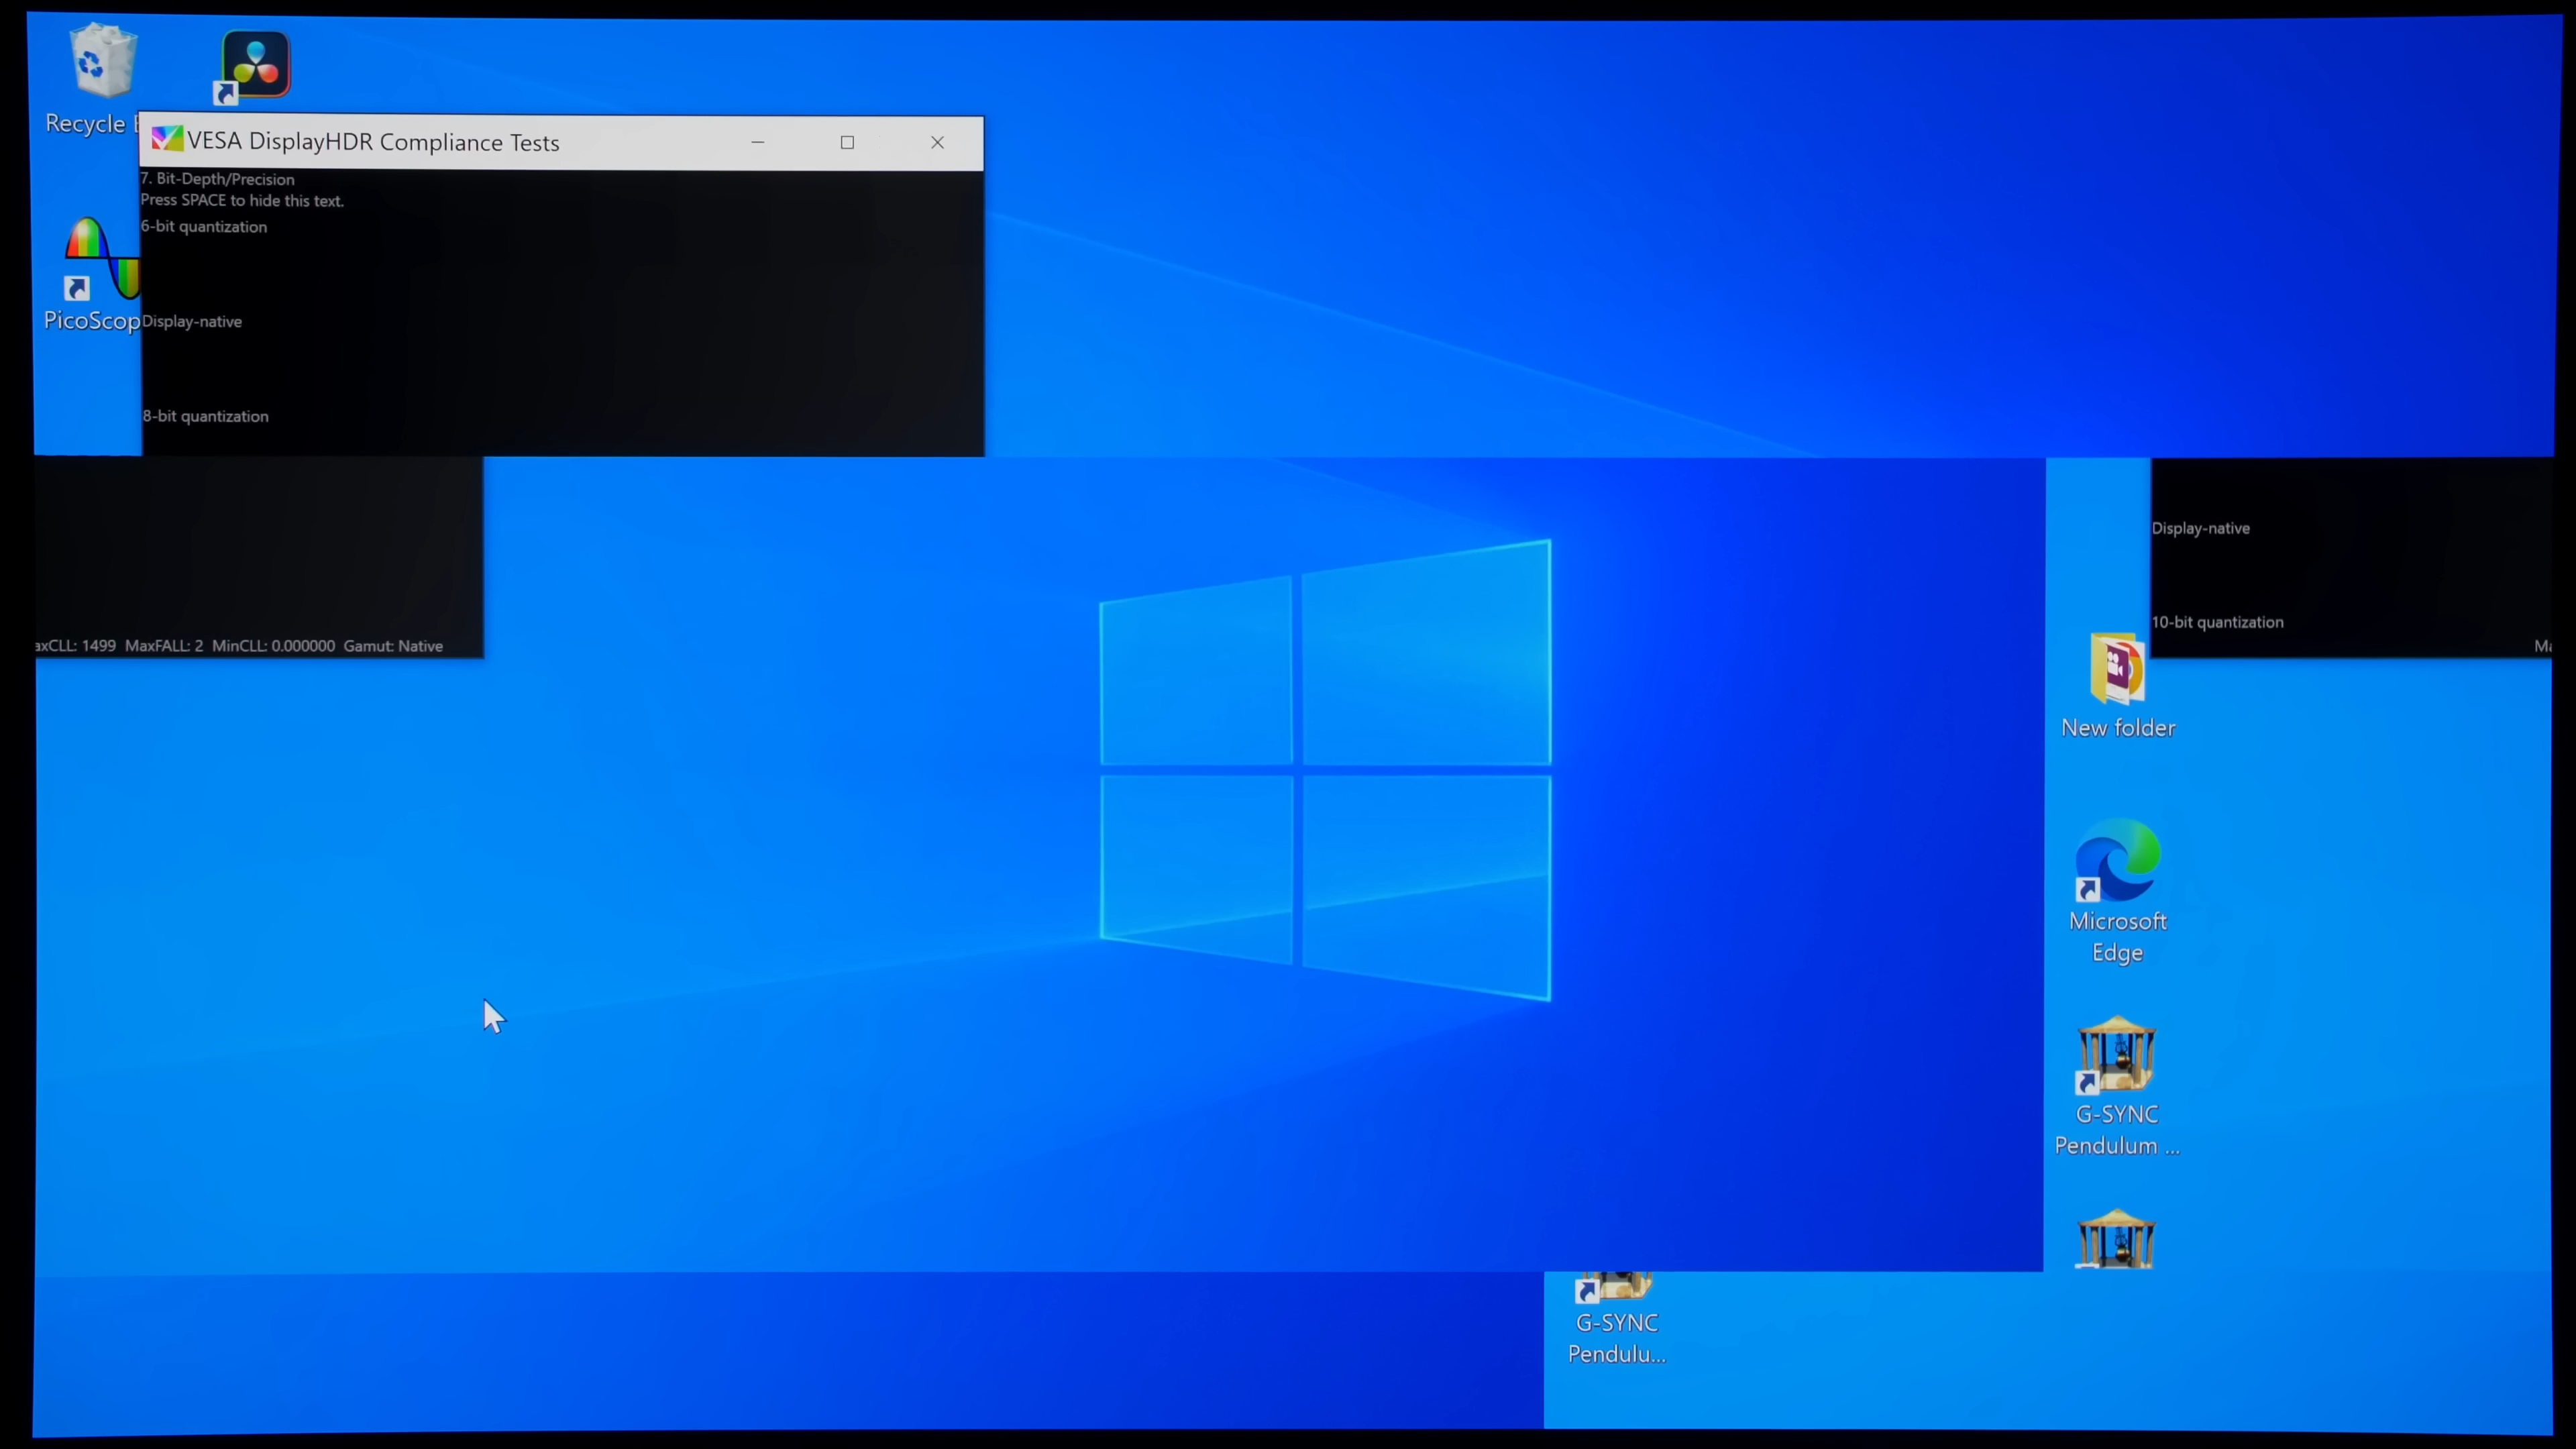 Recycle
VESA DisplayHDR Compliance Tests
7. Bit-Depth/Precision
Press SPACE to hide this text.
6-bit quantization
PicoScop
Display-native
8-bit quantization
Display-native
10-bit quantization
axCLL: 1499 MaxFALL: 2 MinCLL: 0.000000 Gamut: Native
New folder
Microsoft
Edge
G-SYNC
Pendulum ...
G-SYNC
Pendulu...